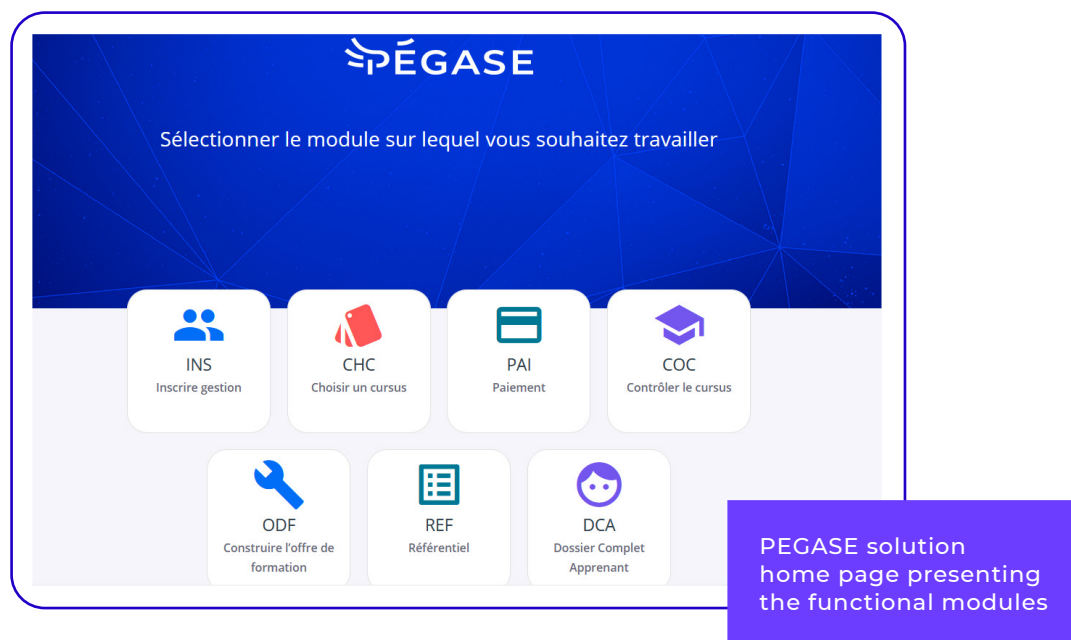 PÉGASE
Sélectionner le module sur lequel vous souhaitez travailler
INS
Inscrire gestion
CHC
Choisir un cursus
PAI
Paiement
COC
Contrôler le cursus
ODF
Construire l'offre de
formation
REF
Référentiel
DCA
Dossier Complet
Apprenant
PEGASE solution
home page presenting
the functional modules